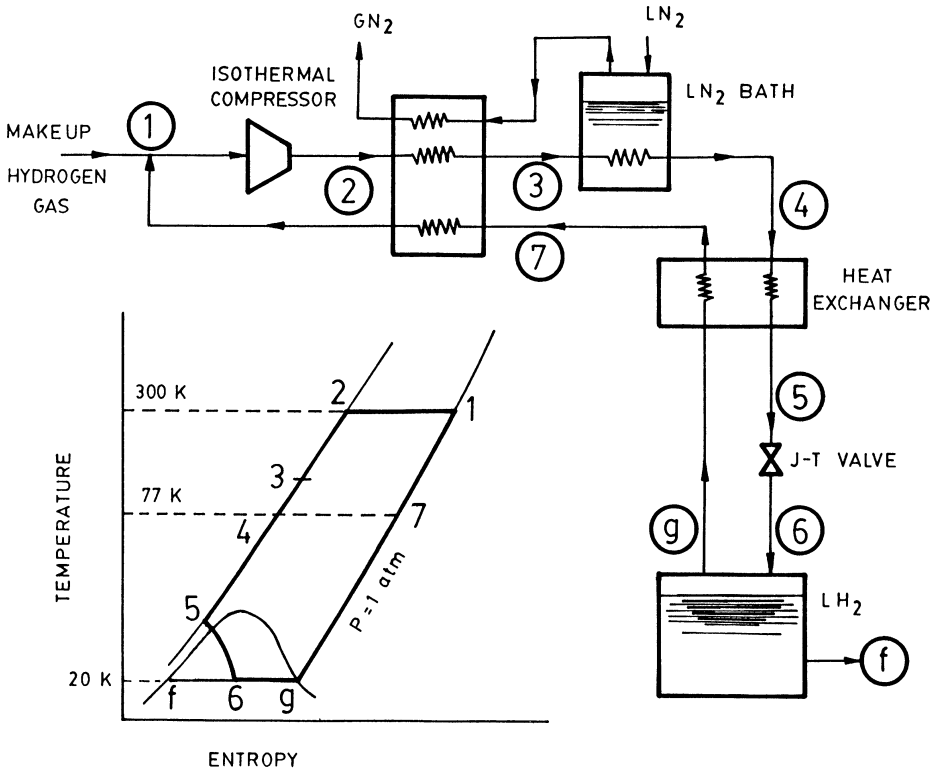 GN2
LN2
ISOTHERMAL
COMPRESSOR
LN2 BATH
MAKEUP
HYDROGEN
GAS
1
2
3
4
7
HEAT
EXCHANGER
5
J-T VALVE
g
6
LH2
f
300 K
2
1
3
77 K
4
7
P=1 atm
5
20 K
f
6
g
TEMPERATURE
ENTROPY